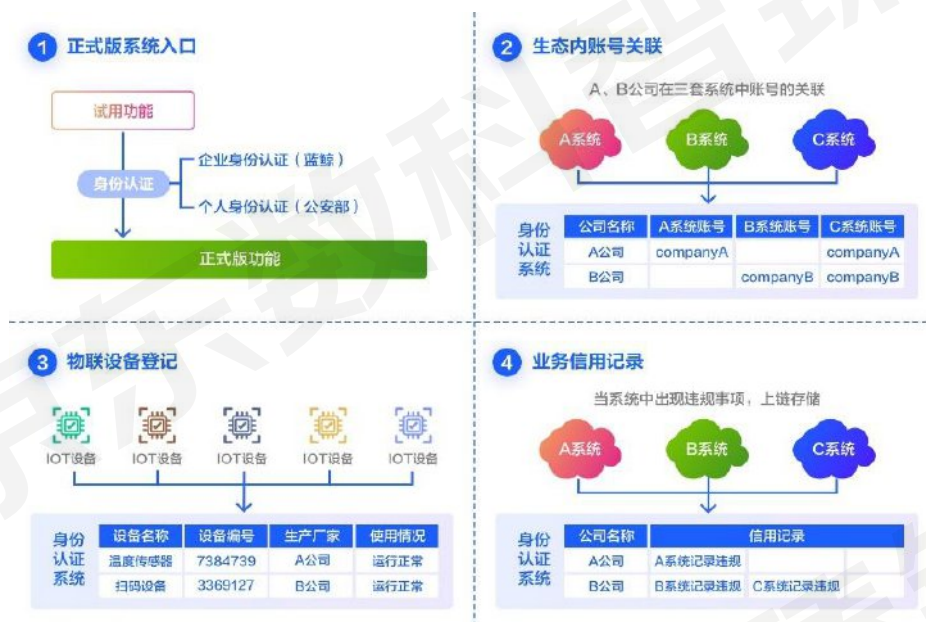 1 正式版系统入口
试用功能
企业身份认证（蓝鲸）
身份认证
个人身份认证（公安部）
正式版功能
2 生态内账号关联
A、B公司在三套系统中账号的关联
A系统 B系统 C系统
身份认证系统
公司名称 A系统账号 B系统账号 C系统账号
A公司 companyA companyA
B公司 companyB companyB
3 物联设备登记
IOT设备 IOT设备 IOT设备 IOT设备 IOT设备
身份认证系统
设备名称 设备编号 生产厂家 使用情况
温度传感器 7384739 A公司 运行正常
扫码设备 3369127 B公司 运行正常
4 业务信用记录
当系统中出现违规事项，上链存储
A系统 B系统 C系统
身份认证系统
公司名称 信用记录
A公司 A系统记录违规
B公司 B系统记录违规 C系统记录违规